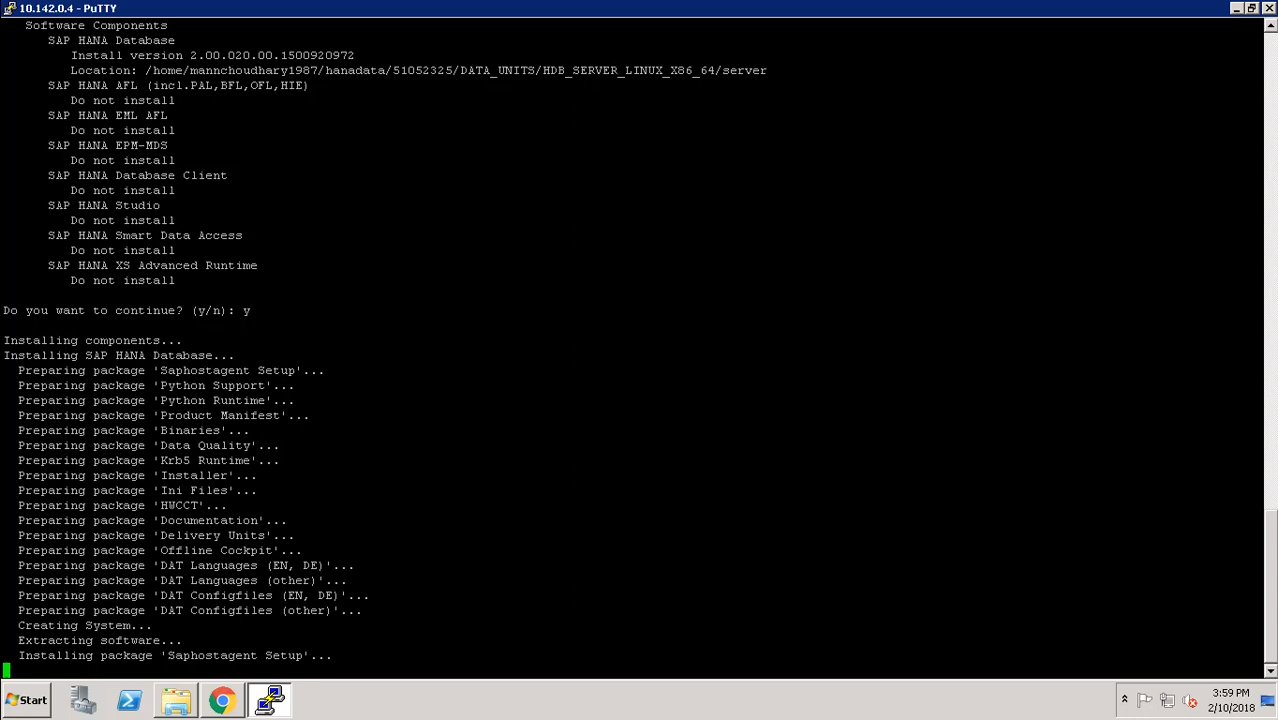 10.142.0.4 - PuTTY
Software Components
SAP HANA Database
Install version 2.00.020.00.1500920972
Location: /home/mannchoudhary1987/hanadata/51052325/DATA_UNITS/HDB_SERVER_LINUX_X86_64/server
SAP HANA AFL (incl.PAL,BFL,OFL,HIE)
Do not install
SAP HANA EML AFL
Do not install
SAP HANA EPM-MDS
Do not install
SAP HANA Database Client
Do not install
SAP HANA Studio
Do not install
SAP HANA Smart Data Access
Do not install
SAP HANA XS Advanced Runtime
Do not install
Do you want to continue? (y/n): y
Installing components...
Installing SAP HANA Database...
Preparing package 'Saphostagent Setup'...
Preparing package 'Python Support'...
Preparing package 'Python Runtime'...
Preparing package 'Product Manifest'...
Preparing package 'Binaries'...
Preparing package 'Data Quality'...
Preparing package 'Krb5 Runtime'...
Preparing package 'Installer'...
Preparing package 'Ini Files'...
Preparing package 'HWCCT'...
Preparing package 'Documentation'...
Preparing package 'Delivery Units'...
Preparing package 'Offline Cockpit'...
Preparing package 'DAT Languages (EN, DE)'...
Preparing package 'DAT Languages (other)'...
Preparing package 'DAT Configfiles (EN, DE)'...
Preparing package 'DAT Configfiles (other)'...
Creating System...
Extracting software...
Installing package 'Saphostagent Setup'...
Start
3:59 PM
2/10/2018